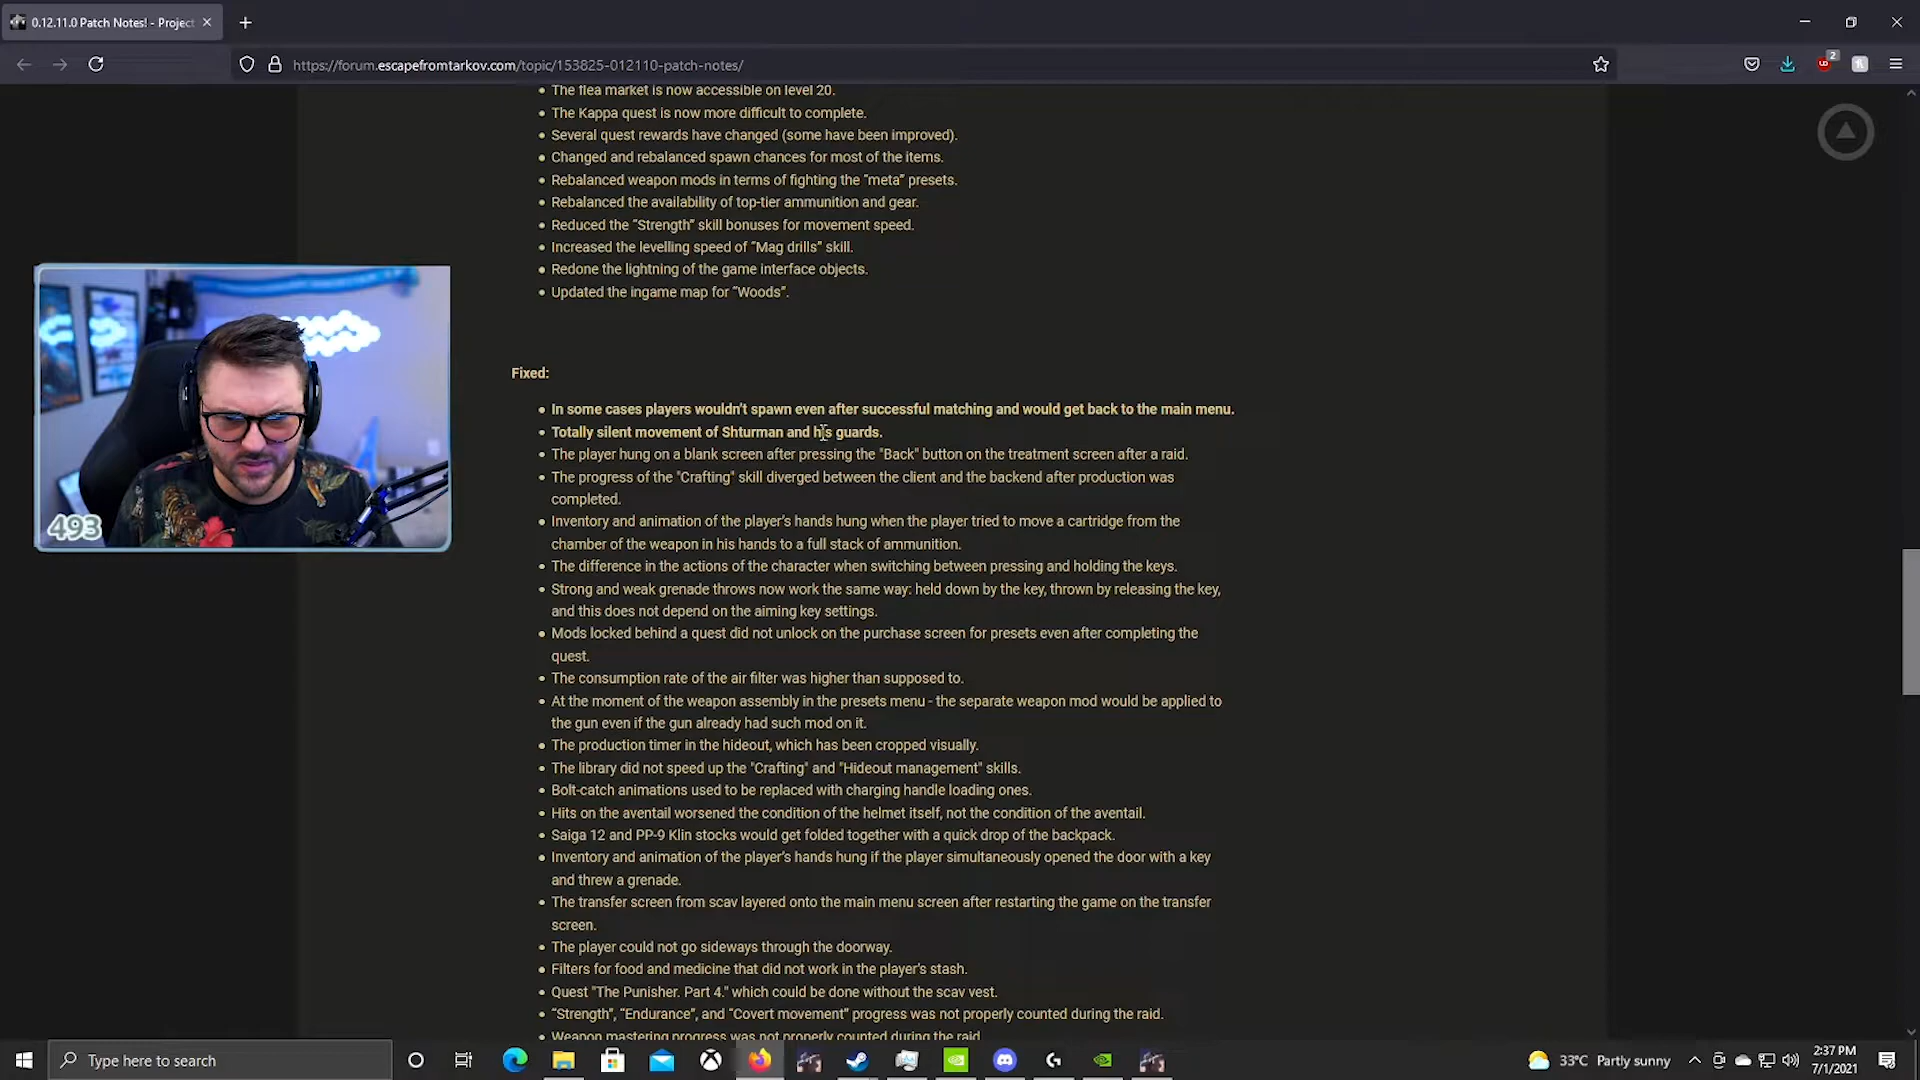 0.12.11.0 Patch Notes! - Project
https://forum.escapefromtarkov.com/topic/153825-012110-patch-notes/
2
The flea market is now accessible on level 20.
The Kappa quest is now more difficult to complete.
Several quest rewards have changed (some have been improved).
Changed and rebalanced spawn chances for most of the items.
Rebalanced weapon mods in terms of fighting the "meta" presets.
Rebalanced the availability of top-tier ammunition and gear.
Reduced the “Strength” skill bonuses for movement speed.
Increased the levelling speed of “Mag drills” skill.
Redone the lightning of the game interface objects.
Updated the ingame map for “Woods”.
Fixed:
In some cases players wouldn’t spawn even after successful matching and would get back to the main menu.
Totally silent movement of Shturman and his guards.
The player hung on a blank screen after pressing the "Back" button on the treatment screen after a raid.
The progress of the "Crafting" skill diverged between the client and the backend after production was
completed.
Inventory and animation of the player’s hands hung when the player tried to move a cartridge from the
chamber of the weapon in his hands to a full stack of ammunition.
The difference in the actions of the character when switching between pressing and holding the keys.
Strong and weak grenade throws now work the same way: held down by the key, thrown by releasing the key,
and this does not depend on the aiming key settings.
Mods locked behind a quest did not unlock on the purchase screen for presets even after completing the
quest.
The consumption rate of the air filter was higher than supposed to.
At the moment of the weapon assembly in the presets menu - the separate weapon mod would be applied to
the gun even if the gun already had such mod on it.
The production timer in the hideout, which has been cropped visually.
The library did not speed up the "Crafting" and "Hideout management" skills.
Bolt-catch animations used to be replaced with charging handle loading ones.
Hits on the aventail worsened the condition of the helmet itself, not the condition of the aventail.
Saiga 12 and PP-9 Klin stocks would get folded together with a quick drop of the backpack.
Inventory and animation of the player’s hands hung if the player simultaneously opened the door with a key
and threw a grenade.
The transfer screen from scav layered onto the main menu screen after restarting the game on the transfer
screen.
The player could not go sideways through the doorway.
Filters for food and medicine that did not work in the player’s stash.
Quest "The Punisher. Part 4." which could be done without the scav vest.
“Strength”, “Endurance”, and “Covert movement” progress was not properly counted during the raid.
Weapon mastering progress was not properly counted during the raid
493
Type here to search
33°C Partly sunny
2:37 PM
7/1/2021